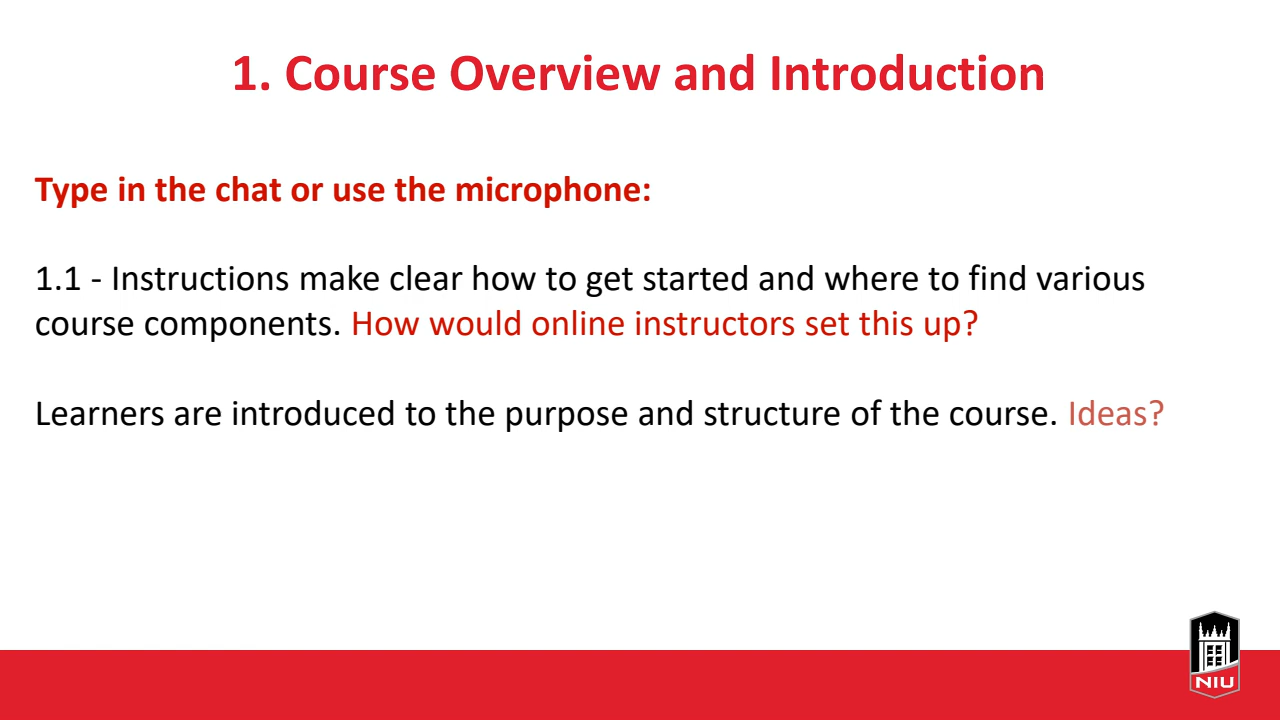 1. Course Overview and Introduction
Type in the chat or use the microphone:
1.1 - Instructions make clear how to get started and where to find various
course components. How would online instructors set this up?
Learners are introduced to the purpose and structure of the course. Ideas?
NIU